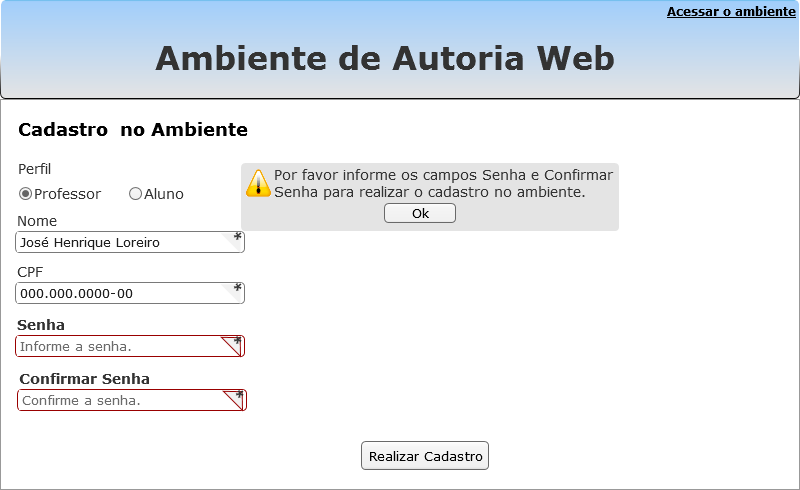 Acessar o ambiente
Ambiente de Autoria Web
Cadastro no Ambiente
Perfil
Professor
Aluno
Por favor informe os campos Senha e Confirmar
Senha para realizar o cadastro no ambiente.
Ok
Nome
José Henrique Loreiro *
CPF
000.000.0000-00 *
Senha
Informe a senha. *
Confirmar Senha
Confirme a senha. *
Realizar Cadastro